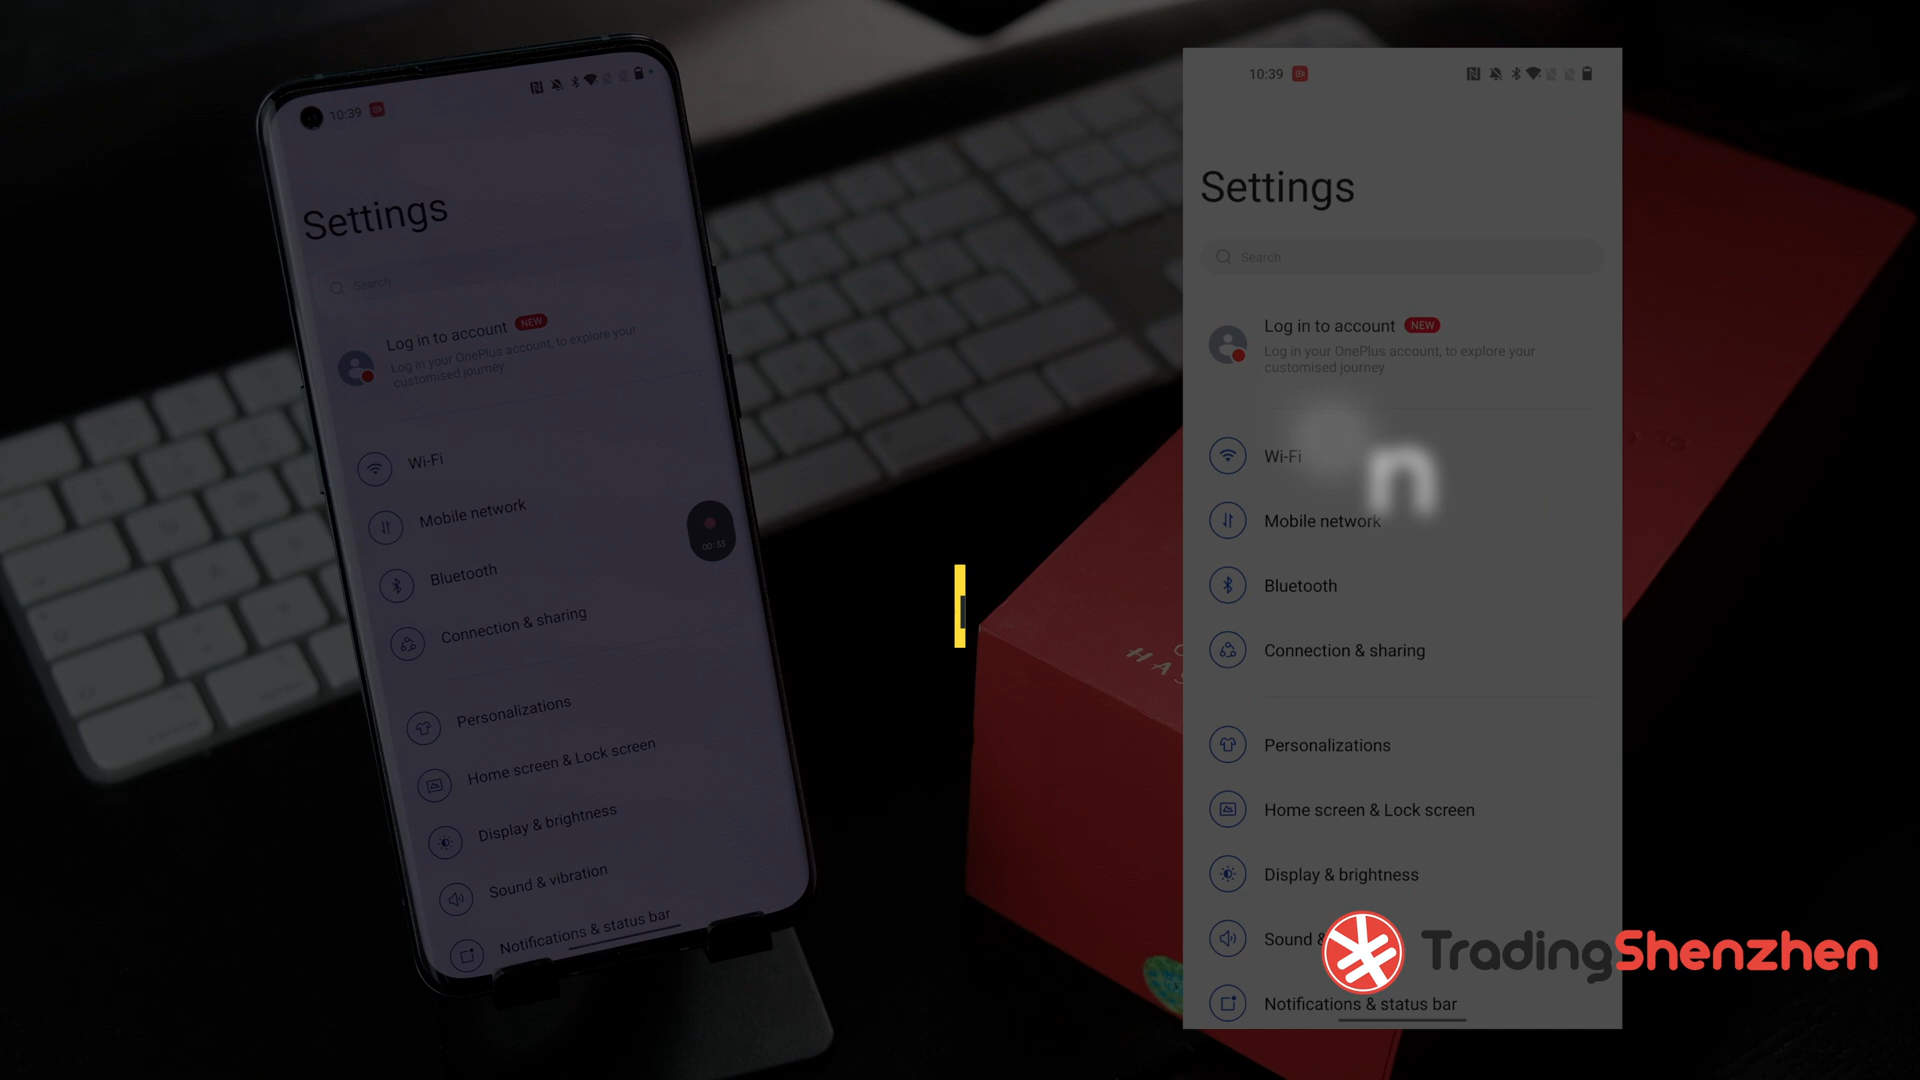 10:39
Settings
Search
Log in to account NEW
Log in your OnePlus account, to explore your
customised journey
Wi-Fi
Mobile network
Bluetooth
Connection & sharing
Personalizations
Home screen & Lock screen
Display & brightness
Sound & vibration
Notifications & status bar
00:33
10:39
Settings
Search
Log in to account NEW
Log in your OnePlus account, to explore your
customised journey
Wi-Fi
n
Mobile network
Bluetooth
Connection & sharing
Personalizations
Home screen & Lock screen
Display & brightness
Sound &
Notifications & status bar
TradingShenzhen